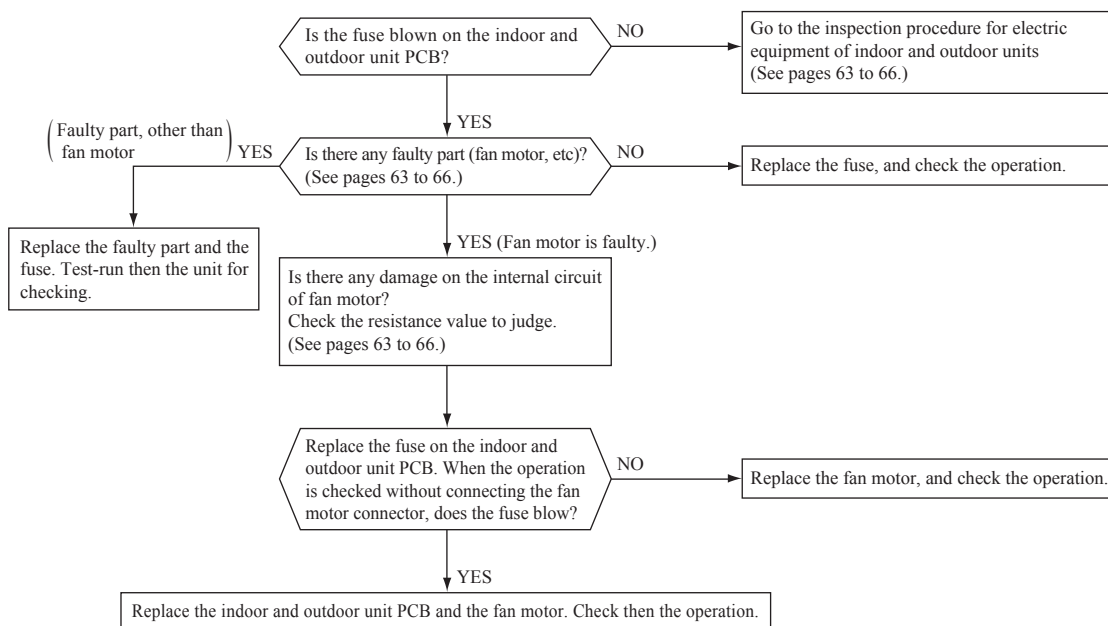 Is the fuse blown on the indoor and
outdoor unit PCB?
NO
Go to the inspection procedure for electric
equipment of indoor and outdoor units
(See pages 63 to 66.)
YES
(Faulty part, other than
fan motor)
YES
Is there any faulty part (fan motor, etc)?
(See pages 63 to 66.)
NO
Replace the fuse, and check the operation.
Replace the faulty part and the
fuse. Test-run then the unit for
checking.
YES (Fan motor is faulty.)
Is there any damage on the internal circuit
of fan motor?
Check the resistance value to judge.
(See pages 63 to 66.)
Replace the fuse on the indoor and
outdoor unit PCB. When the operation
is checked without connecting the fan
motor connector, does the fuse blow?
NO
Replace the fan motor, and check the operation.
YES
Replace the indoor and outdoor unit PCB and the fan motor. Check then the operation.